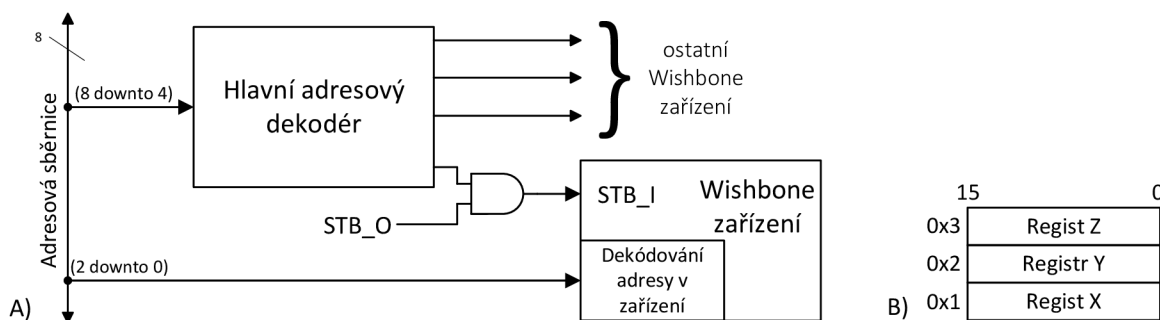 8
(8 downto 4)
Adresová sběrnice
Hlavní adresový
dekodér
ostatní
Wishbone
zařízení
STB_O
STB_I
Wishbone
zařízení
(2 downto 0)
Dekódování
adresy v
zařízení
A)
15
0
0x3
Regist Z
0x2
Registr Y
0x1
Regist X
B)